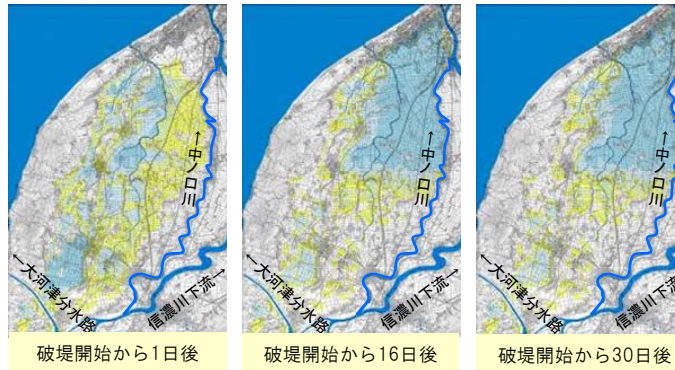 ←中ノ口川
←大河津分水路
信濃川下流→
破堤開始から1日後
←中ノ口川
←大河津分水路
信濃川下流→
破堤開始から16日後
←中ノ口川
←大河津分水路
信濃川下流
破堤開始から30日後